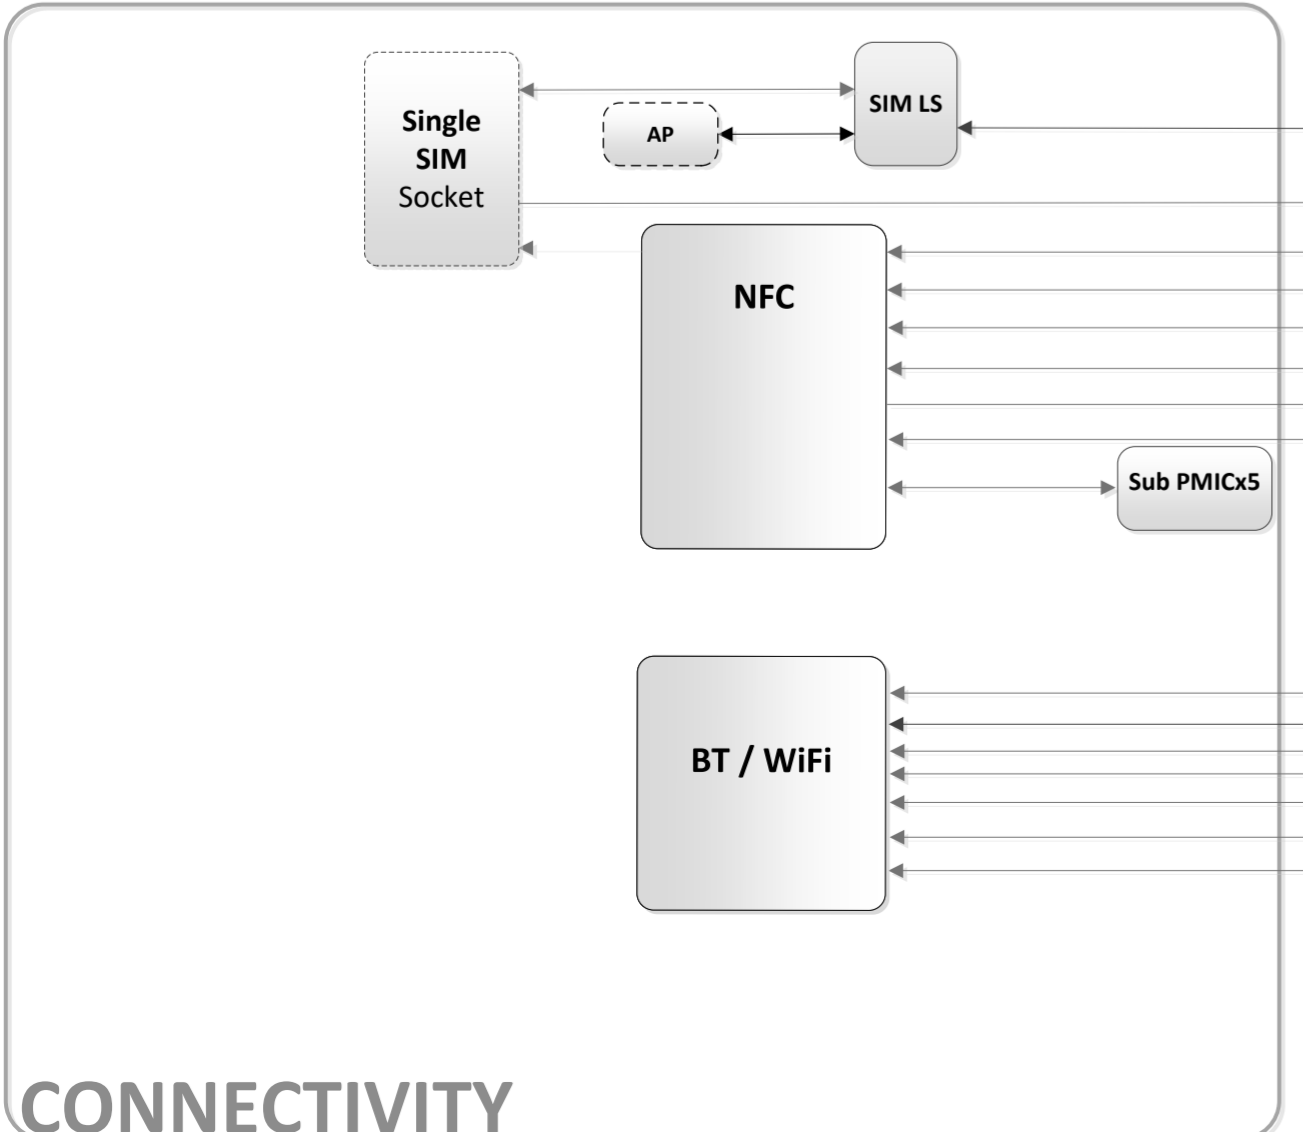 Single
SIM
Socket
AP
SIM LS
NFC
Sub PMICx5
BT / WiFi
CONNECTIVITY